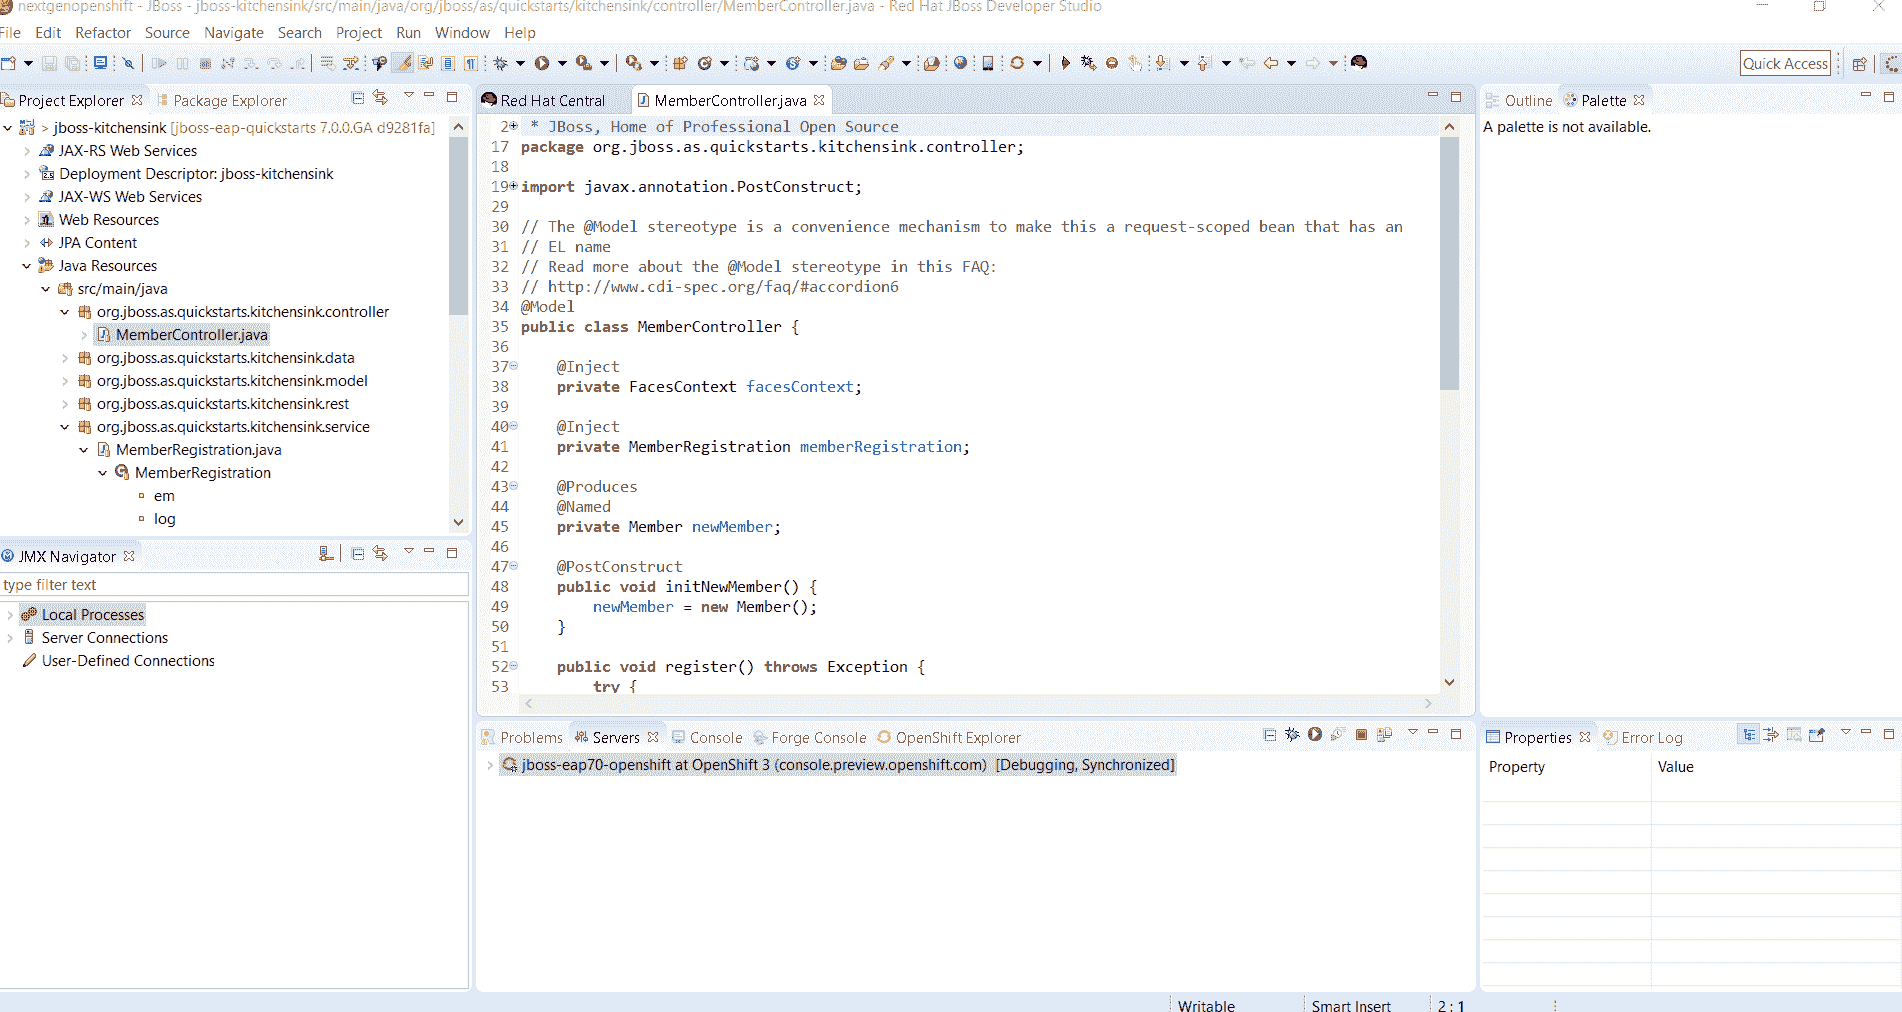 nextgenopenshift - JBoss - jboss-kitchensink/src/main/java/org/jboss/as/quickstarts/kitchensink/controller/MemberController.java - Red Hat JBoss Developer Studio
File Edit Refactor Source Navigate Search Project Run Window Help
Quick Access
Project Explorer Package Explorer
> jboss-kitchensink [jboss-eap-quickstarts 7.0.0.GA d9281fa]
JAX-RS Web Services
Deployment Descriptor: jboss-kitchensink
JAX-WS Web Services
Web Resources
JPA Content
Java Resources
src/main/java
org.jboss.as.quickstarts.kitchensink.controller
MemberController.java
org.jboss.as.quickstarts.kitchensink.data
org.jboss.as.quickstarts.kitchensink.model
org.jboss.as.quickstarts.kitchensink.rest
org.jboss.as.quickstarts.kitchensink.service
MemberRegistration.java
MemberRegistration
em
log
JMX Navigator
type filter text
Local Processes
Server Connections
User-Defined Connections
Red Hat Central MemberController.java
2 * JBoss, Home of Professional Open Source
17 package org.jboss.as.quickstarts.kitchensink.controller;
18
19 import javax.annotation.PostConstruct;
29
30 // The @Model stereotype is a convenience mechanism to make this a request-scoped bean that has an
31 // EL name
32 // Read more about the @Model stereotype in this FAQ:
33 // http://www.cdi-spec.org/faq/#accordion6
34 @Model
35 public class MemberController {
36
37 @Inject
38 private FacesContext facesContext;
39
40 @Inject
41 private MemberRegistration memberRegistration;
42
43 @Produces
44 @Named
45 private Member newMember;
46
47 @PostConstruct
48 public void initNewMember() {
49 newMember = new Member();
50 }
51
52 public void register() throws Exception {
53 try {
Outline Palette
A palette is not available.
Problems Servers Console Forge Console OpenShift Explorer
jboss-eap70-openshift at OpenShift 3 (console.preview.openshift.com) [Debugging, Synchronized]
Properties Error Log
Property Value
Writable Smart Insert 2 : 1